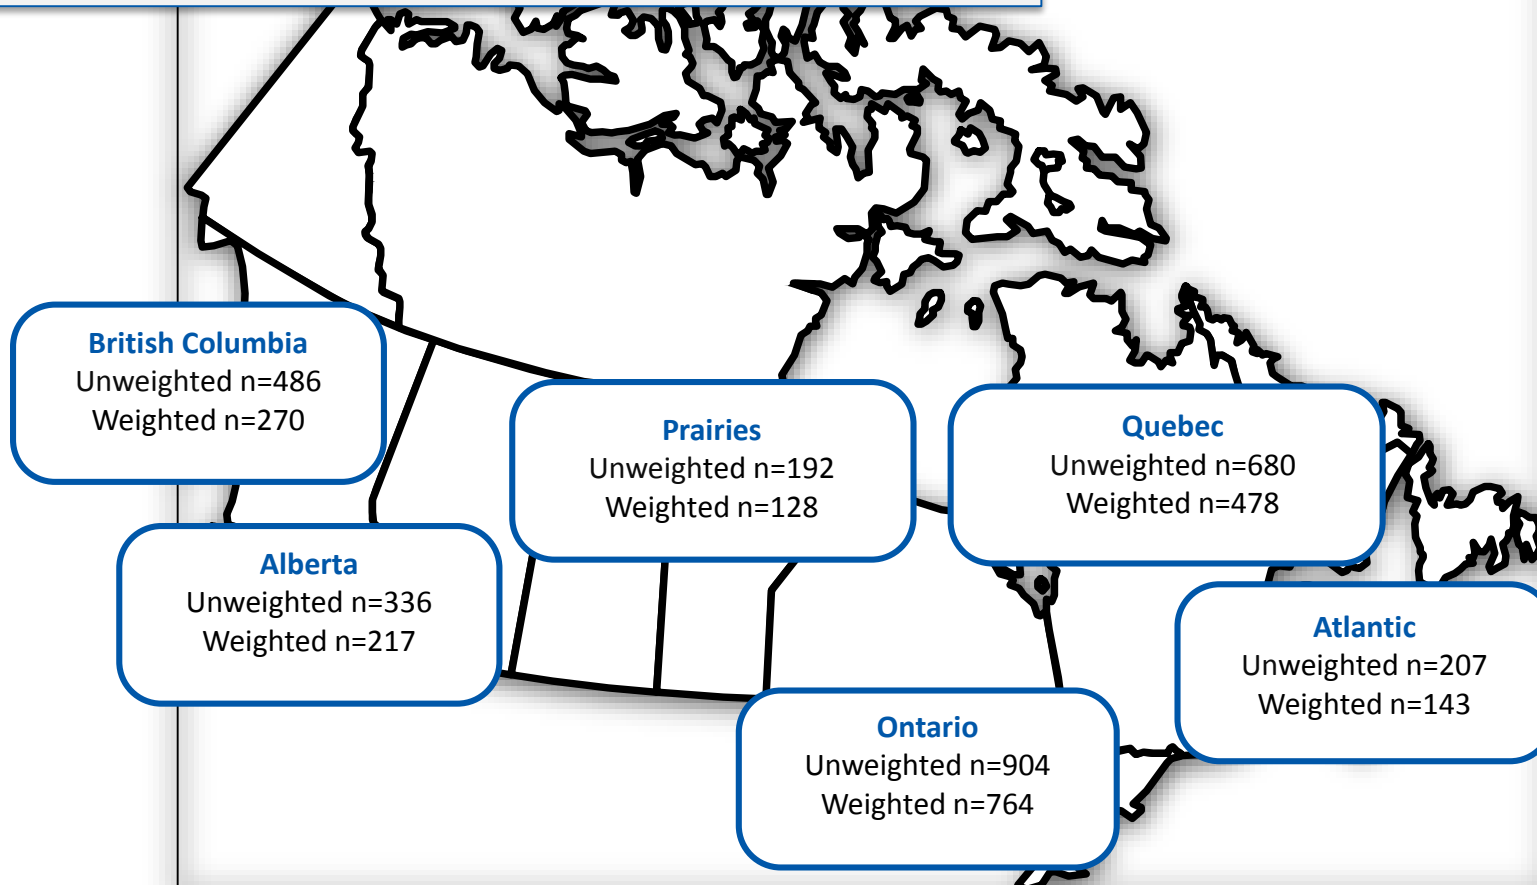 British Columbia
Unweighted n=486
Weighted n=270
Prairies
Unweighted n=192
Weighted n=128
Quebec
Unweighted n=680
Weighted n=478
Alberta
Unweighted n=336
Weighted n=217
Atlantic
Unweighted n=207
Weighted n=143
Ontario
Unweighted n=904
Weighted n=764